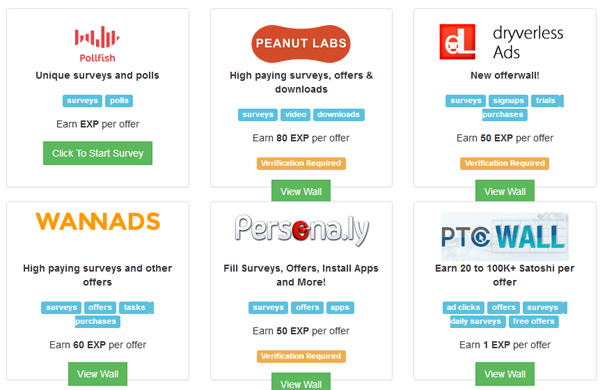 Pollfish
Unique surveys and polls
surveys polls
Earn EXP per offer
Click To Start Survey
PEANUT LABS
High paying surveys, offers &
downloads
surveys video downloads
Earn 80 EXP per offer
Verification Required
View Wall
dryverless
Ads
New offerwall!
surveys signups trials
purchases
Earn 50 EXP per offer
Verification Required
View Wall
WANNADS
High paying surveys and other
offers
surveys offers tasks
purchases
Earn 60 EXP per offer
View Wall
Persona.ly
Fill Surveys, Offers, Install Apps
and More!
surveys offers apps
Earn 50 EXP per offer
Verification Required
View Wall
PTC WALL
Earn 20 to 100K+ Satoshi per
offer
ad clicks offers surveys
daily surveys free offers
Earn 1 EXP per offer
View Wall